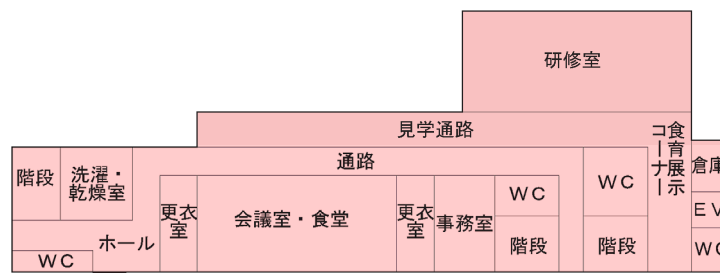 研修室
見学通路
食育展示
コーナー
通路
階段
洗濯・
乾燥室
ホール
WC
更衣
室
会議室・食堂
更衣
室
事務室
WC
階段
WC
階段
倉庫
EV
WC